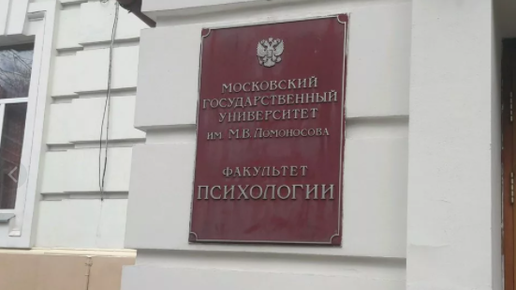 МОСКОВСКИЙ
ГОСУДАРСТВЕННЫЙ
УНИВЕРСИТЕТ
ИМ. М.В. ЛОМОНОСОВА
ФАКУЛЬТЕТ
ПСИХОЛОГИИ